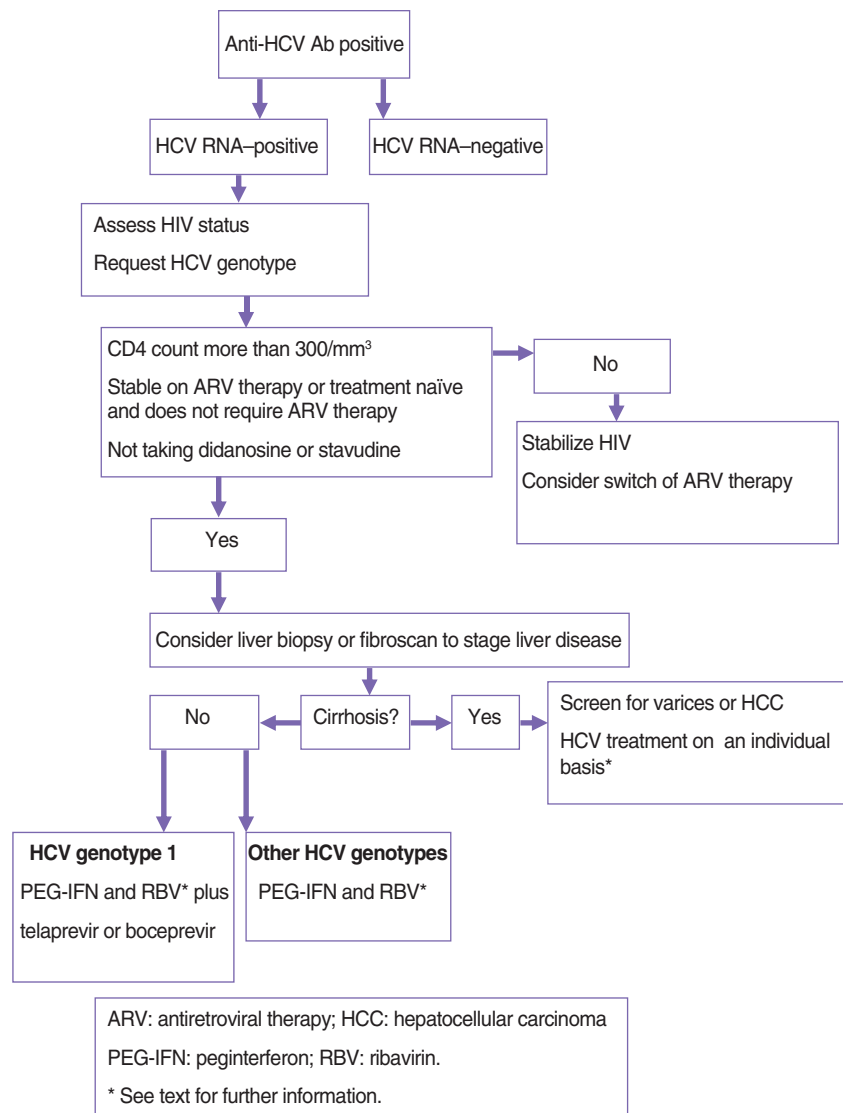 Anti-HCV Ab positive
HCV RNA–positive
HCV RNA–negative
Assess HIV status
Request HCV genotype
CD4 count more than 300/mm³
Stable on ARV therapy or treatment naïve
and does not require ARV therapy
Not taking didanosine or stavudine
No
Stabilize HIV
Consider switch of ARV therapy
Yes
Consider liver biopsy or fibroscan to stage liver disease
No
Cirrhosis?
Yes
Screen for varices or HCC
HCV treatment on an individual
basis*
HCV genotype 1
PEG-IFN and RBV* plus
telaprevir or boceprevir
Other HCV genotypes
PEG-IFN and RBV*
ARV: antiretroviral therapy; HCC: hepatocellular carcinoma
PEG-IFN: peginterferon; RBV: ribavirin.
* See text for further information.